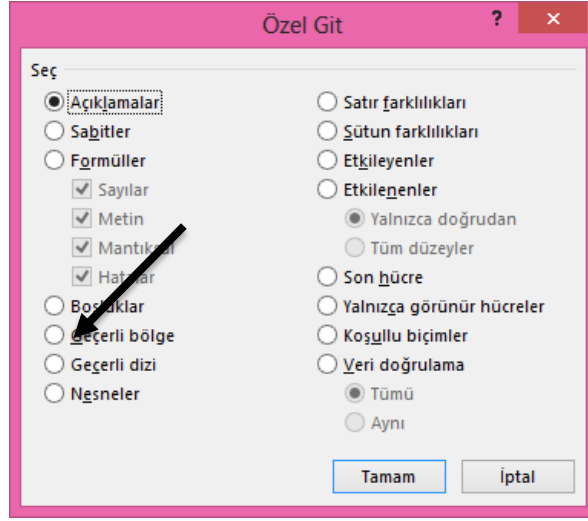 Özel Git
?
×
Seç
Açıklamalar
Sabitler
Formüller
Sayılar
Metin
Mantıksal
Hatalar
Boşluklar
Geçerli bölge
Geçerli dizi
Nesneler
Satır farklılıkları
Sütun farklılıkları
Etkileyenler
Etkilenenler
Yalnızca doğrudan
Tüm düzeyler
Son hücre
Yalnızca görünür hücreler
Koşullu biçimler
Veri doğrulama
Tümü
Aynı
Tamam
İptal